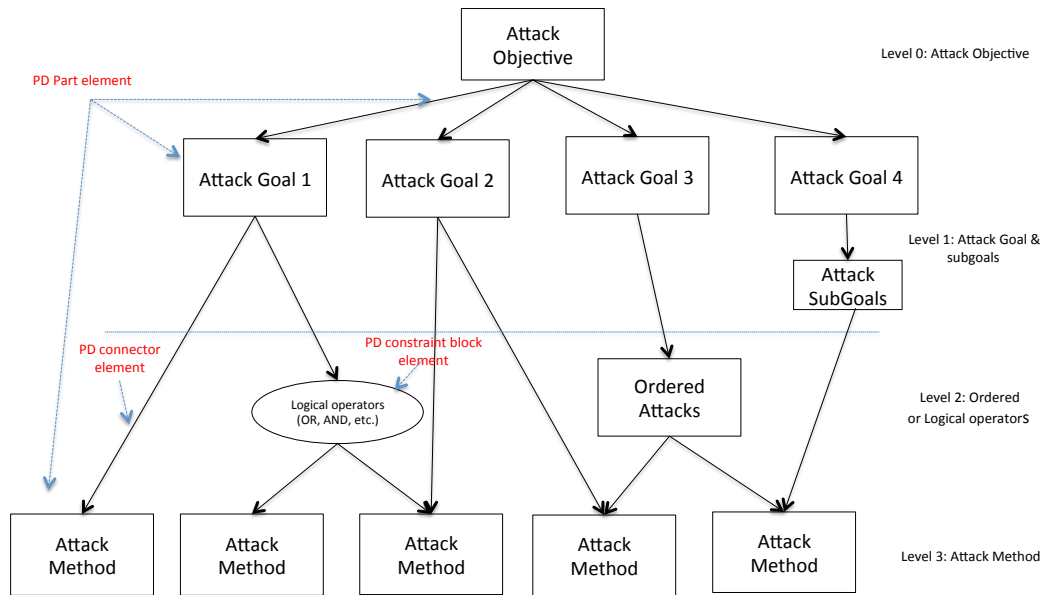 Attack
Objective
Level 0: Attack Objective
PD Part element
Attack Goal 1
Attack Goal 2
Attack Goal 3
Attack Goal 4
Level 1: Attack Goal &
subgoals
Attack
SubGoals
PD connector
element
PD constraint block
element
Logical operators
(OR, AND, etc.)
Ordered
Attacks
Level 2: Ordered
or Logical operators
Attack
Method
Attack
Method
Attack
Method
Attack
Method
Attack
Method
Level 3: Attack Method